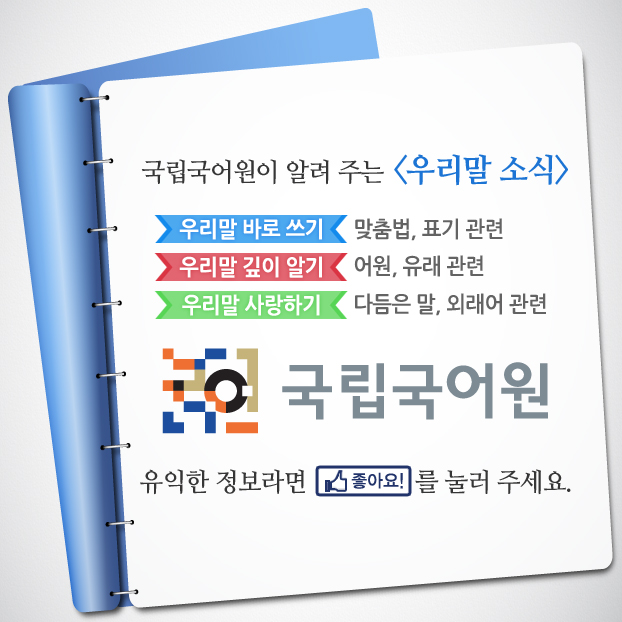 국립국어원이 알려 주는 〈우리말 소식〉
우리말 바로 쓰기 맞춤법, 표기 관련
우리말 깊이 알기 어원, 유래 관련
우리말 사랑하기 다듬은 말, 외래어 관련
국립국어원
유익한 정보라면 좋아요! 를 눌러 주세요.